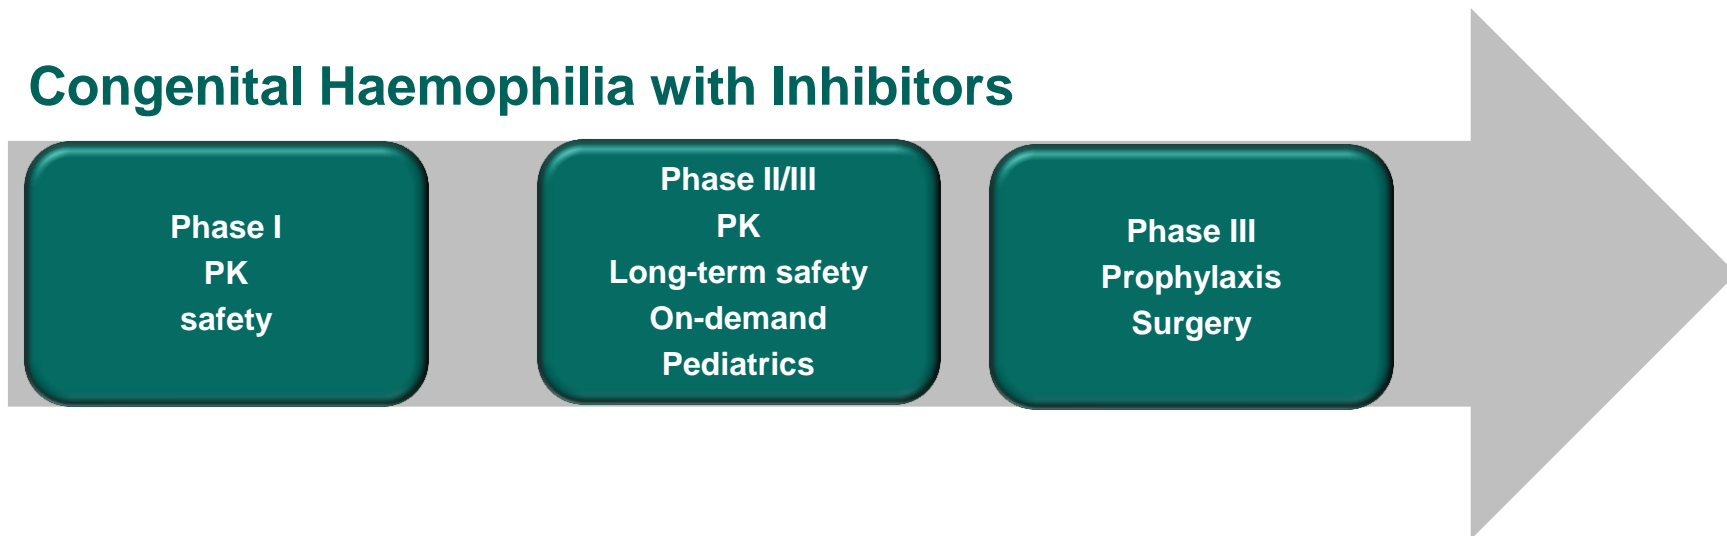 Congenital Haemophilia with Inhibitors
Phase I
PK
safety
Phase II/III
PK
Long-term safety
On-demand
Pediatrics
Phase III
Prophylaxis
Surgery